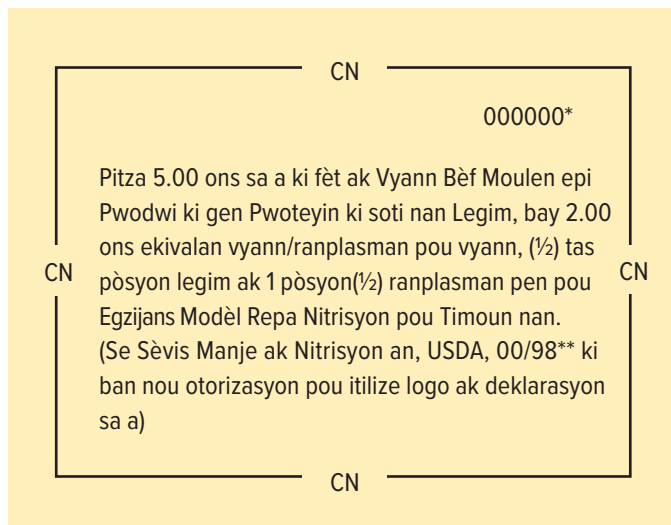 CN
000000*
Pitza 5.00 ons sa a ki fèt ak Vyann Bèf Moulen epi
Pwodwi ki gen Pwoteyin ki soti nan Legim, bay 2.00
ons ekivalan vyann/ranplasman pou vyann, (½) tas
CN
pòsyon legim ak 1 pòsyon(½) ranplasman pen pou
CN
Egzijans Modèl Repa Nitrisyon pou Timoun nan.
(Se Sèvis Manje ak Nitrisyon an, USDA, 00/98** ki
ban nou otorizasyon pou itilize logo ak deklarasyon
sa a)
CN